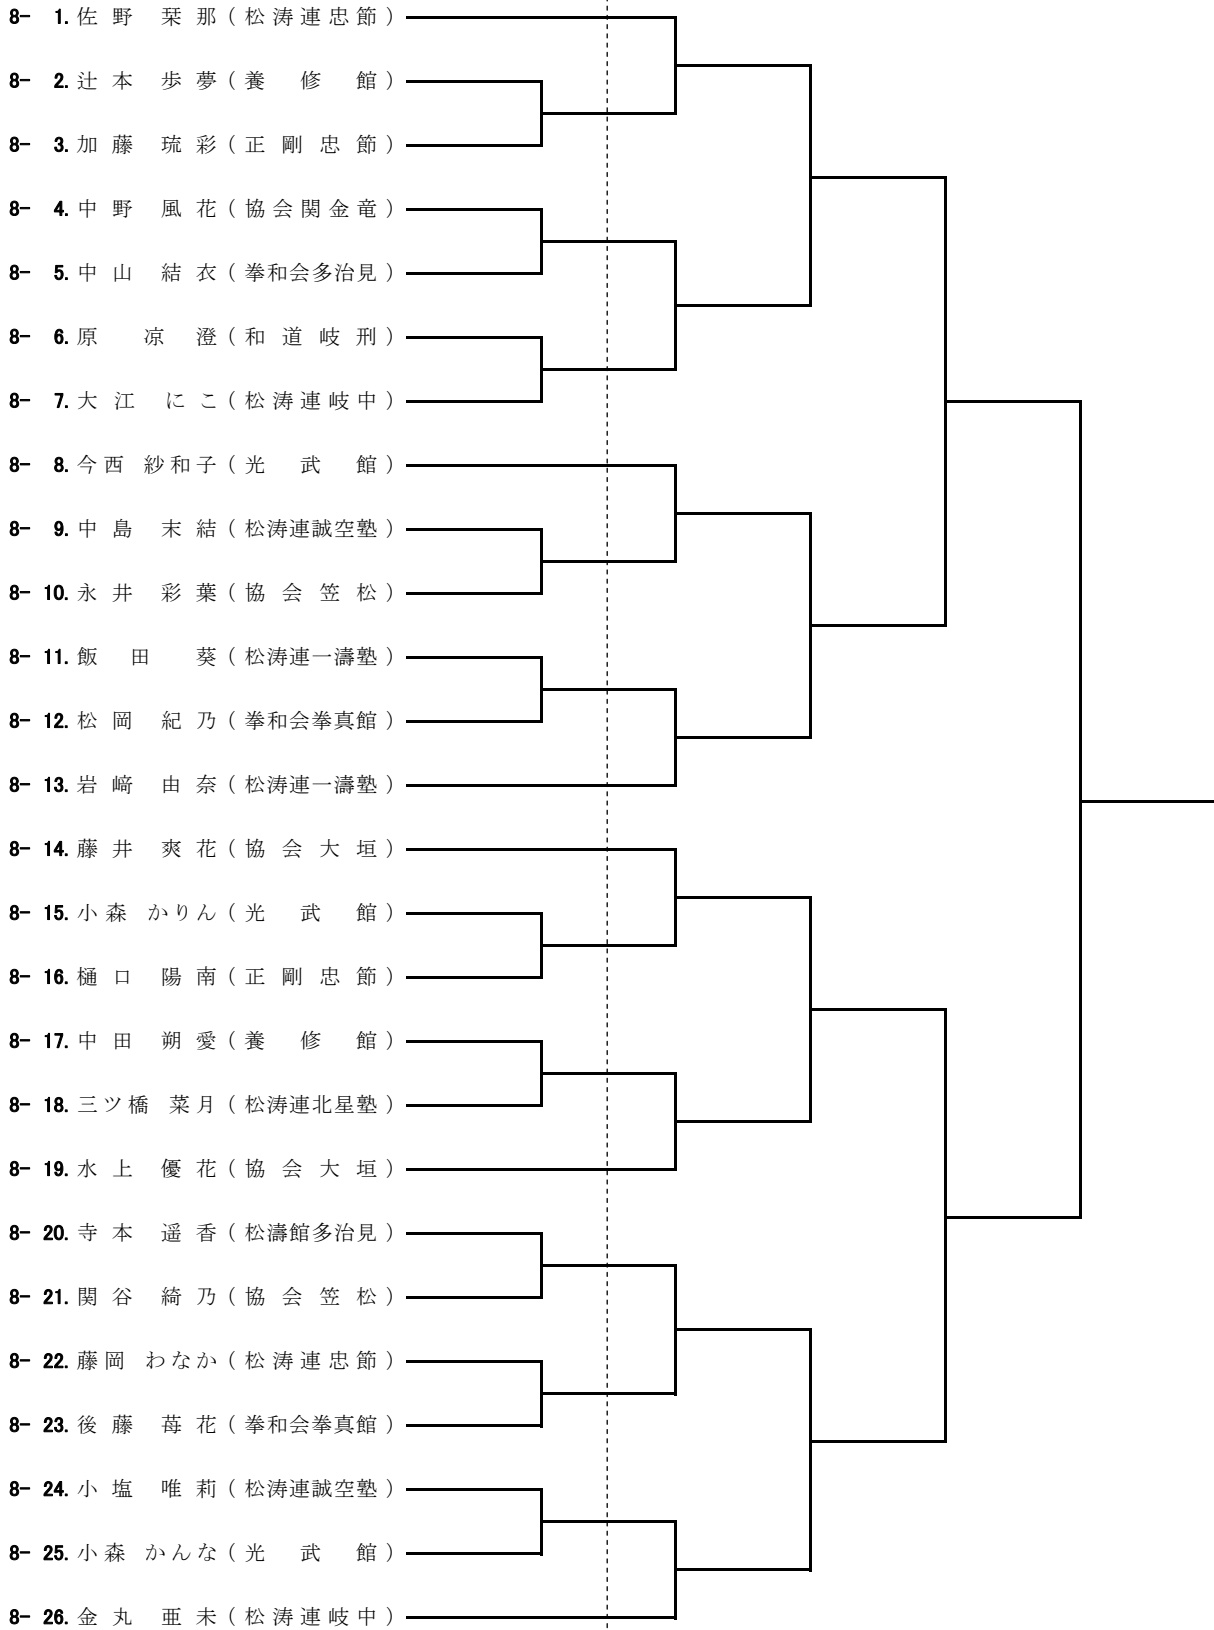 8- 1. 佐野 栞那（松涛連忠節）
8- 2. 辻本 歩夢（養修館）
8- 3. 加藤 琉彩（正剛忠節）
8- 4. 中野 風花（協会関金竜）
8- 5. 中山 結衣（拳和会多治見）
8- 6. 原 凉澄（和道岐刑）
8- 7. 大江 にこ（松涛連岐中）
8- 8. 今西 紗和子（光武館）
8- 9. 中島 末結（松涛連誠空塾）
8- 10. 永井 彩葉（協会笠松）
8- 11. 飯田 葵（松涛連一濤塾）
8- 12. 松岡 紀乃（拳和会拳真館）
8- 13. 岩﨑 由奈（松涛連一濤塾）
8- 14. 藤井 爽花（協会大垣）
8- 15. 小森 かりん（光武館）
8- 16. 樋口 陽南（正剛忠節）
8- 17. 中田 朔愛（養修館）
8- 18. 三ツ橋 菜月（松涛連北星塾）
8- 19. 水上 優花（協会大垣）
8- 20. 寺本 遥香（松濤館多治見）
8- 21. 関谷 綺乃（協会笠松）
8- 22. 藤岡 わなか（松涛連忠節）
8- 23. 後藤 苺花（拳和会拳真館）
8- 24. 小塩 唯莉（松涛連誠空塾）
8- 25. 小森 かんな（光武館）
8- 26. 金丸 亜未（松涛連岐中）